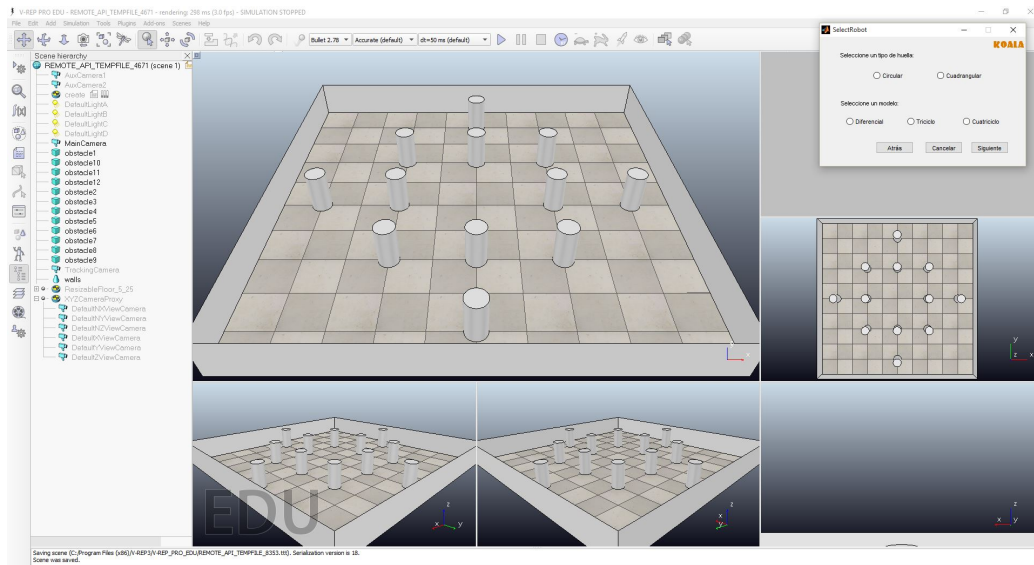 V-REP PRO EDU - REMOTE_API_TEMPFILE_4671 - rendering: 298 ms (3.0 fps) - SIMULATION STOPPED
File Edit Add Simulation Tools Plugins Add-ons Scenes Help
Bullet 2.78 Accurate (default) dt=50 ms (default)
Scene hierarchy
REMOTE_API_TEMPFILE_4671 (scene 1)
AuxCamera1
AuxCamera2
create
DefaultLightA
DefaultLightB
DefaultLightC
DefaultLightD
MainCamera
obstacle1
obstacle10
obstacle11
obstacle12
obstacle2
obstacle3
obstacle4
obstacle5
obstacle6
obstacle7
obstacle8
obstacle9
TrackingCamera
walls
ResizableFloor_5_25
XYZCameraProxy
DefaultNXViewCamera
DefaultNYViewCamera
DefaultNZViewCamera
DefaultXViewCamera
DefaultYViewCamera
DefaultZViewCamera
SelectRobot
KOALA
Seleccione un tipo de huella:
Circular Cuadrangular
Seleccione un modelo:
Diferencial Triciclo Cuatriciclo
Atrás Cancelar Siguiente
x
y
z x
EDU
z
x y
z
x
y
z
x y
Saving scene (C:/Program Files (x86)/V-REP3/V-REP_PRO_EDU/REMOTE_API_TEMPFILE_8353.ttt). Serialization version is 18.
Scene was saved.